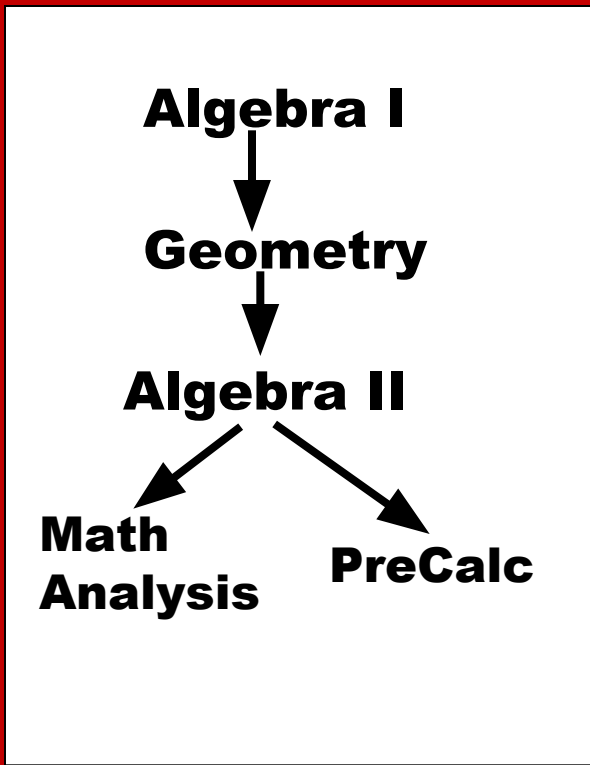 Algebra I
Geometry
Algebra II
Math
Analysis
PreCalc